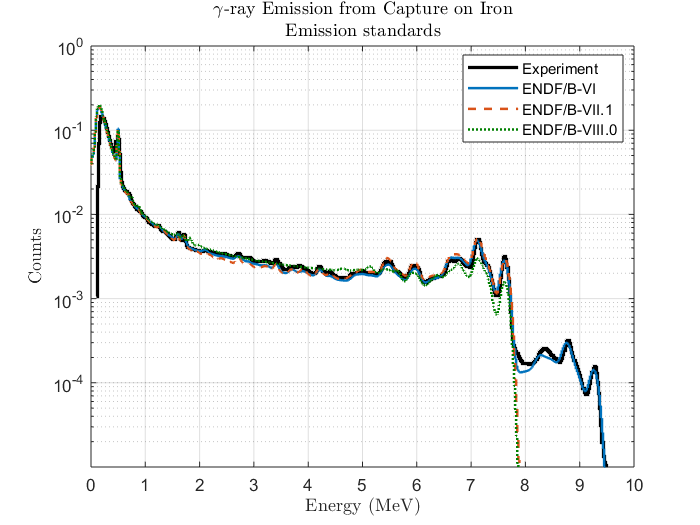 γ-ray Emission from Capture on Iron
Emission standards
Experiment
ENDF/B-VI
ENDF/B-VII.1
ENDF/B-VIII.0
10^0
10^-1
10^-2
10^-3
10^-4
Counts
0 1 2 3 4 5 6 7 8 9 10
Energy (MeV)